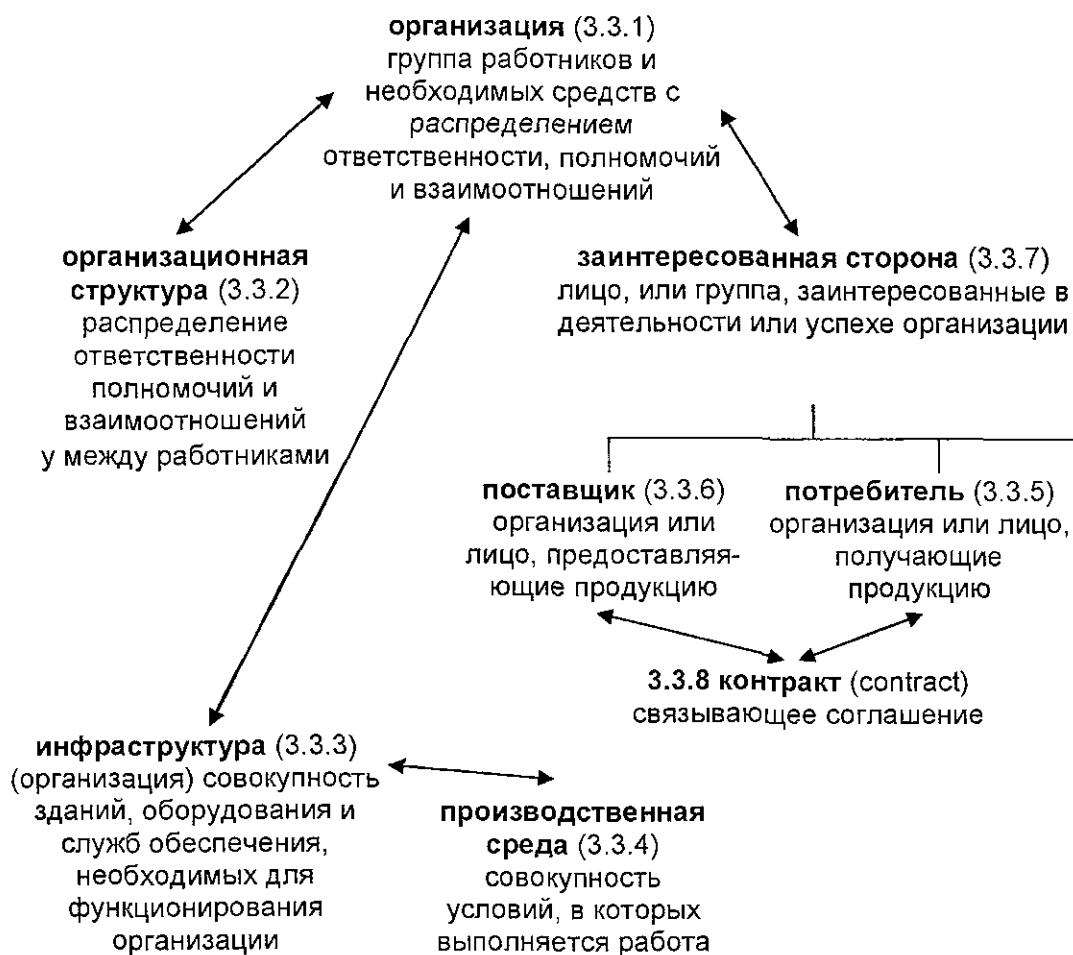 организация (3.3.1)
группа работников и
необходимых средств с
распределением
ответственности, полномочий
и взаимоотношений
организационная
структура (3.3.2)
распределение
ответственности
полномочий и
взаимоотношений
у между работниками
заинтересованная сторона (3.3.7)
лицо, или группа, заинтересованные в
деятельности или успехе организации
поставщик (3.3.6)
организация или
лицо, предоставля-
ющие продукцию
потребитель (3.3.5)
организация или лицо,
получающие
продукцию
3.3.8 контракт (contract)
связывающее соглашение
инфраструктура (3.3.3)
(организация) совокупность
зданий, оборудования и
служб обеспечения,
необходимых для
функционирования
организации
производственная
среда (3.3.4)
совокупность
условий, в которых
выполняется работа